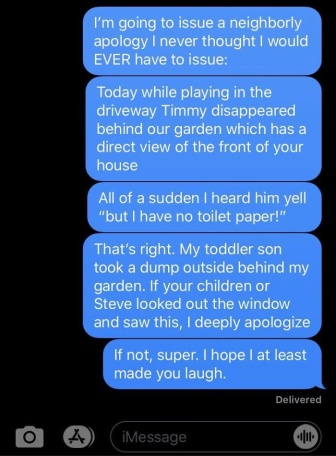 I'm going to issue a neighborly
apology I never thought I would
EVER have to issue:
Today while playing in the
driveway Timmy disappeared
behind our garden which has a
direct view of the front of your
house
All of a sudden I heard him yell
“but I have no toilet paper!”
That's right. My toddler son
took a dump outside behind my
garden. If your children or
Steve looked out the window
and saw this, I deeply apologize
If not, super. I hope I at least
made you laugh.
Delivered
iMessage